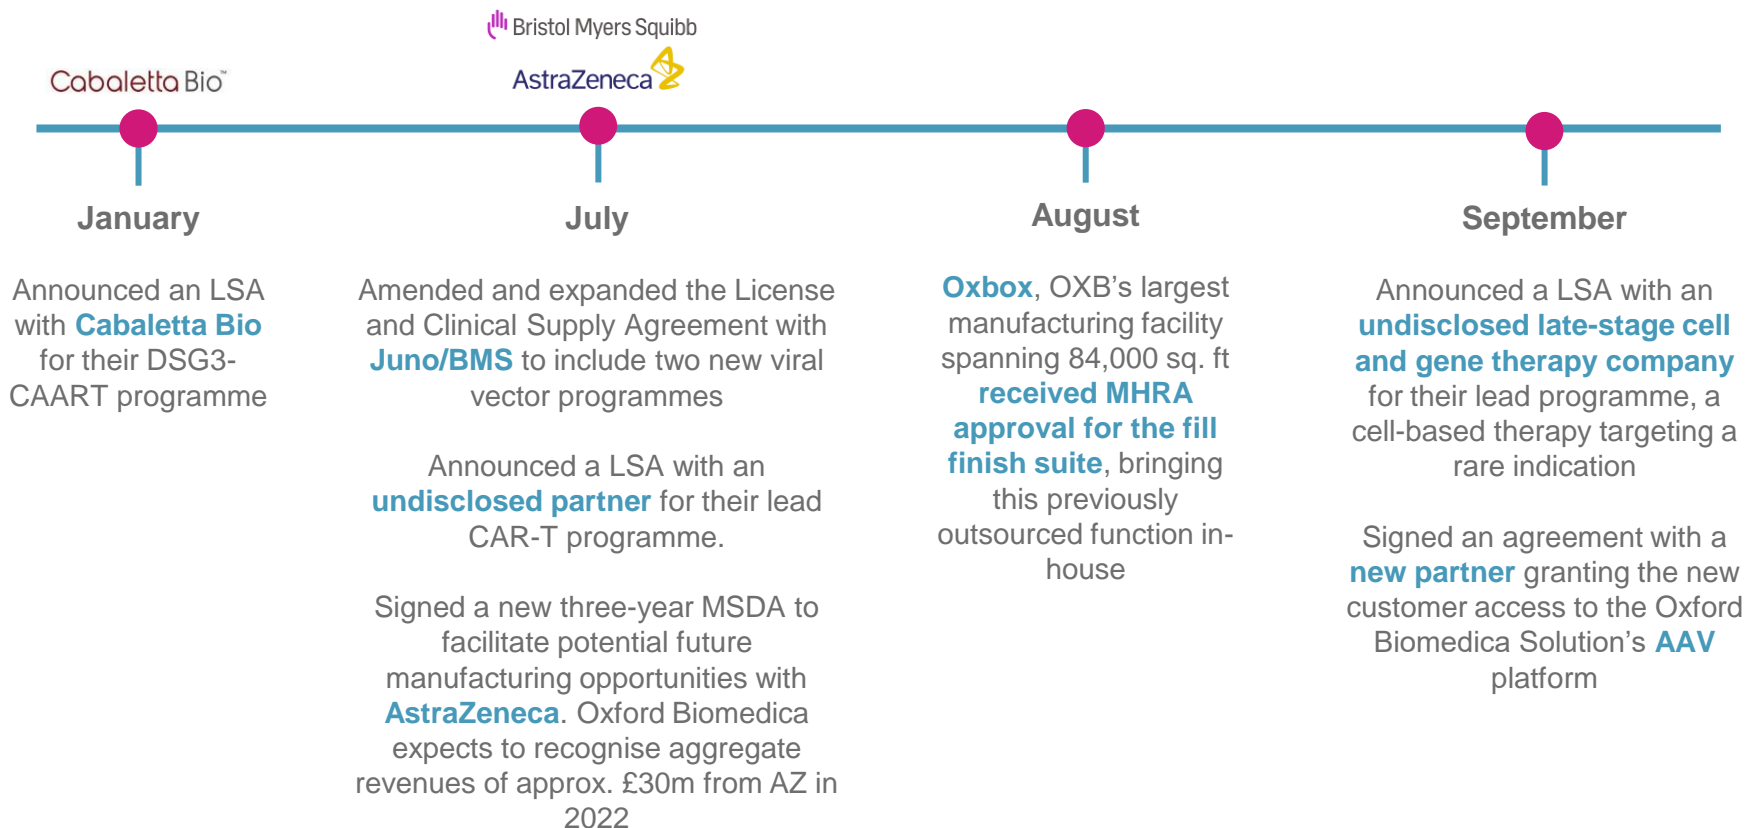 Bristol Myers Squibb
AstraZeneca
Cabaletta Bio™
January
Announced an LSA
with Cabaletta Bio
for their DSG3-
CAART programme
July
Amended and expanded the License
and Clinical Supply Agreement with
Juno/BMS to include two new viral
vector programmes
Announced a LSA with an
undisclosed partner for their lead
CAR-T programme.
Signed a new three-year MSDA to
facilitate potential future
manufacturing opportunities with
AstraZeneca. Oxford Biomedica
expects to recognise aggregate
revenues of approx. £30m from AZ in
2022
August
Oxbox, OXB’s largest
manufacturing facility
spanning 84,000 sq. ft
received MHRA
approval for the fill
finish suite, bringing
this previously
outsourced function in-
house
September
Announced a LSA with an
undisclosed late-stage cell
and gene therapy company
for their lead programme, a
cell-based therapy targeting a
rare indication
Signed an agreement with a
new partner granting the new
customer access to the Oxford
Biomedica Solution’s AAV
platform